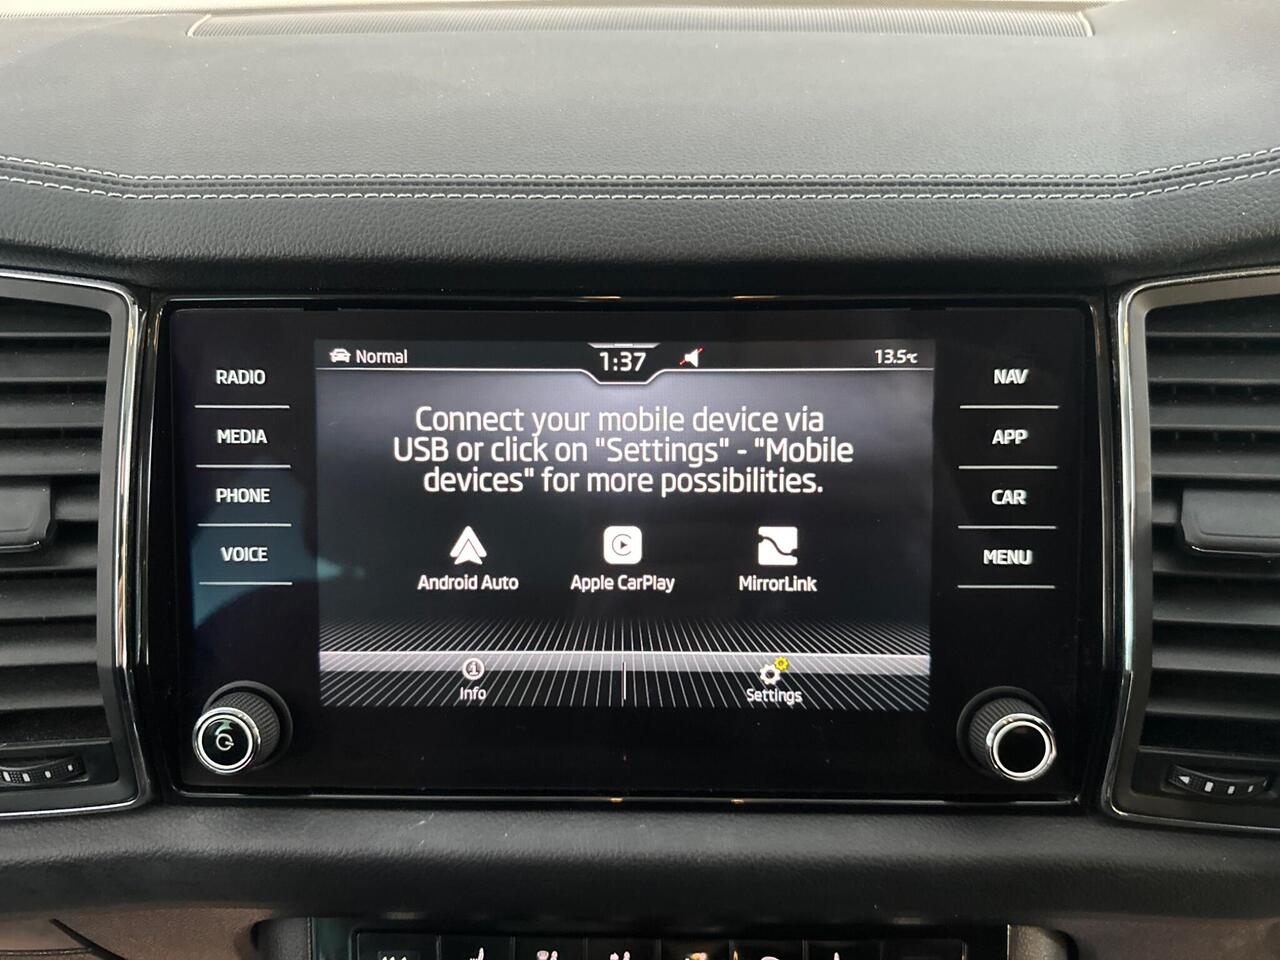 Normal
1:37
13.5℃
RADIO
MEDIA
PHONE
VOICE
Connect your mobile device via
USB or click on "Settings" - "Mobile
devices" for more possibilities.
Android Auto
Apple CarPlay
MirrorLink
Info
Settings
NAV
APP
CAR
MENU